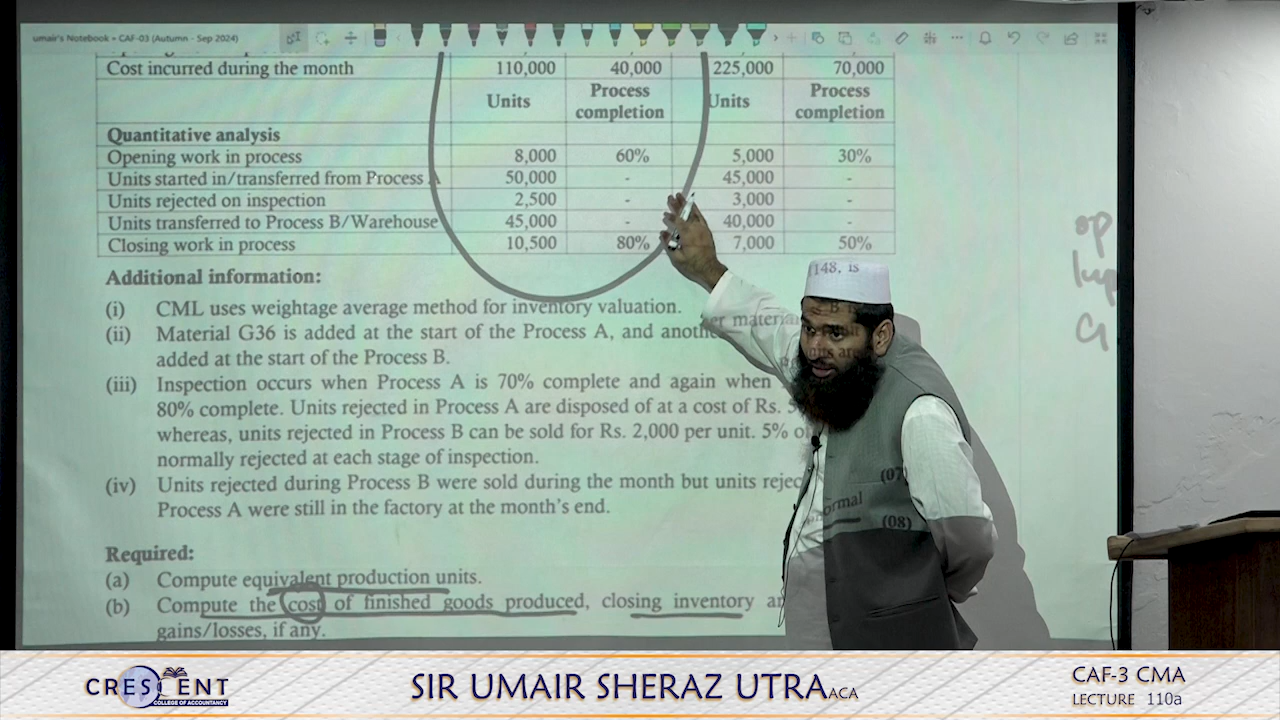 umair's Notebook » CAF-03 (Autumn - Sep 2024)
Cost incurred during the month 110,000 40,000 225,000 70,000
Units Process completion Units Process completion
Quantitative analysis
Opening work in process 8,000 60% 5,000 30%
Units started in/transferred from Process A 50,000 - 45,000 -
Units rejected on inspection 2,500 - 3,000 -
Units transferred to Process B/Warehouse 45,000 - 40,000 -
Closing work in process 10,500 80% 7,000 50%
Additional information:
(i) CML uses weightage average method for inventory valuation.
(ii) Material G36 is added at the start of the Process A, and another material
added at the start of the Process B.
(iii) Inspection occurs when Process A is 70% complete and again when
80% complete. Units rejected in Process A are disposed of at a cost of Rs.
whereas, units rejected in Process B can be sold for Rs. 2,000 per unit. 5% of
normally rejected at each stage of inspection.
(iv) Units rejected during Process B were sold during the month but units rejec
Process A were still in the factory at the month's end.
(07)
ormal
(08)
Required:
(a) Compute equivalent production units.
(b) Compute the cost of finished goods produced, closing inventory a
gains/losses, if any.
op
148, is
B
CRESCENT
COLLEGE OF ACCOUNTANCY
SIR UMAIR SHERAZ UTRA ACA
CAF-3 CMA
LECTURE 110a